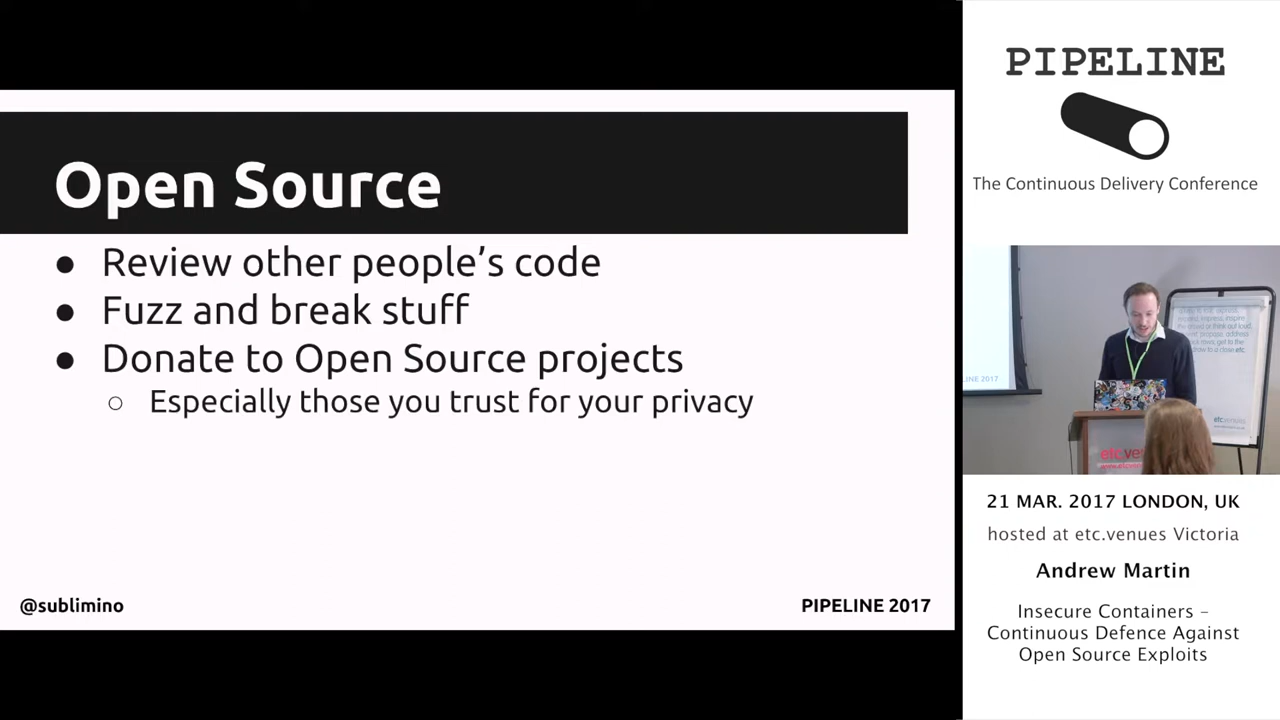 Open Source
● Review other people's code
● Fuzz and break stuff
● Donate to Open Source projects
○ Especially those you trust for your privacy
@sublimino
PIPELINE 2017
PIPELINE
The Continuous Delivery Conference
21 MAR. 2017 LONDON, UK
hosted at etc.venues Victoria
Andrew Martin
Insecure Containers –
Continuous Defence Against
Open Source Exploits